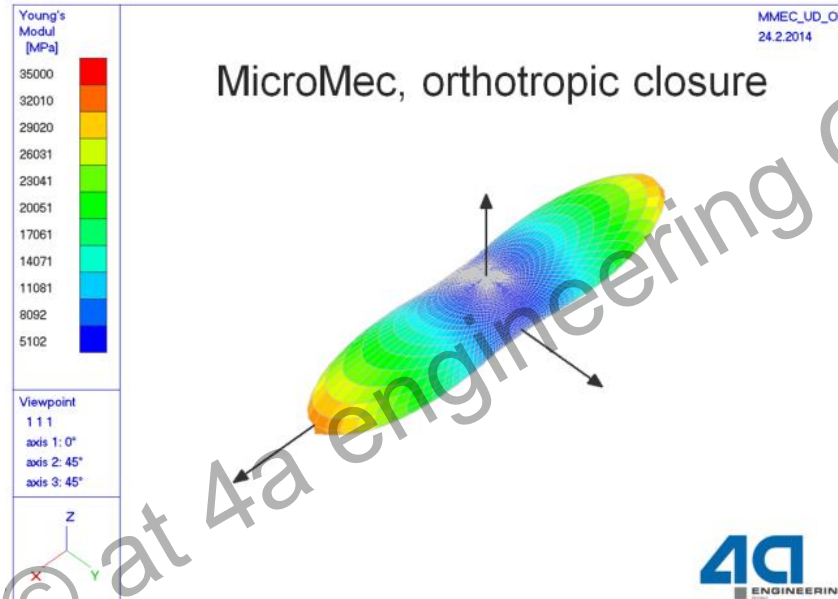 Young's
Modul
[MPa]
35000
32010
29020
26031
23041
20051
17061
14071
11081
8092
5102
MMEC_UD_O
24.2.2014
MicroMec, orthotropic closure
Viewpoint
1 1 1
axis 1: 0°
axis 2: 45°
axis 3: 45°
Z
X
Y
© at 4a engineering
4a
ENGINEERIN